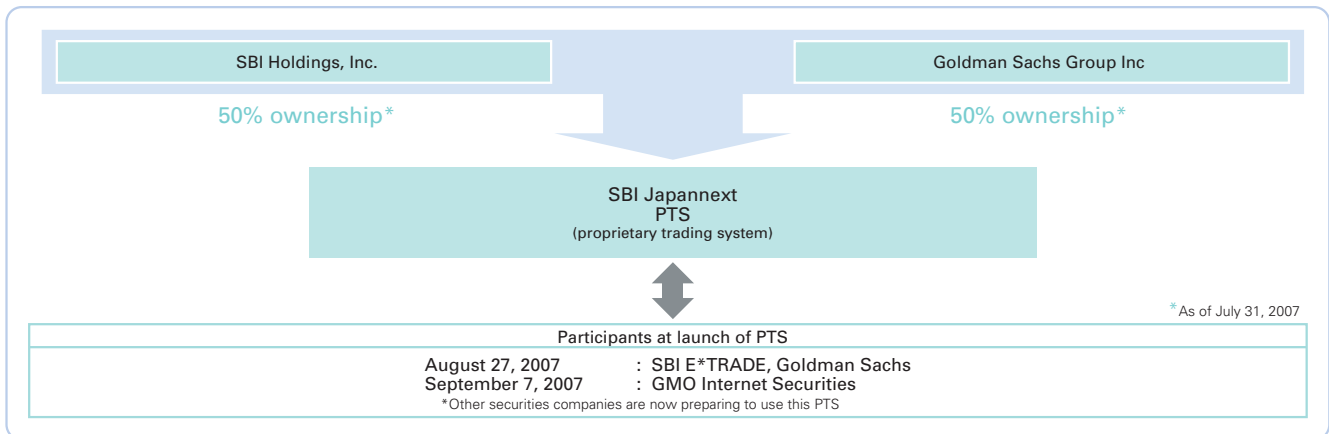 SBI Holdings, Inc.
Goldman Sachs Group Inc
50% ownership*
50% ownership*
SBI Japannext
PTS
(proprietary trading system)
*As of July 31, 2007
Participants at launch of PTS
August 27, 2007 : SBI E*TRADE, Goldman Sachs
September 7, 2007 : GMO Internet Securities
*Other securities companies are now preparing to use this PTS